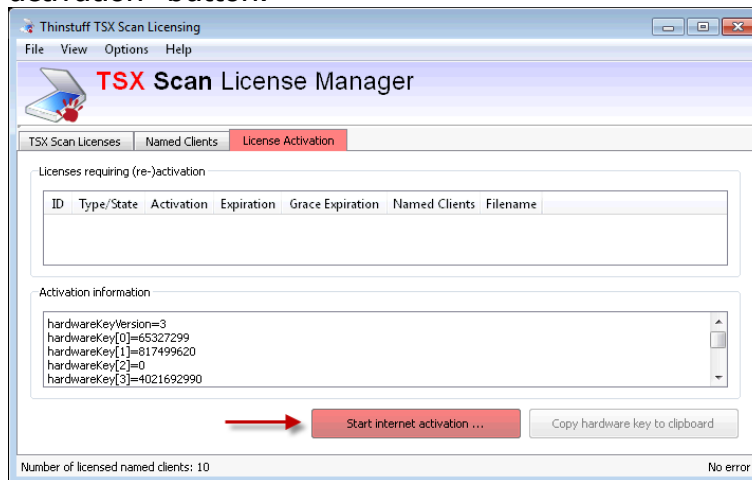 activation" button.
Thinstuff TSX Scan Licensing
File View Options Help
TSX Scan License Manager
TSX Scan Licenses Named Clients License Activation
Licenses requiring (re-)activation
ID Type/State Activation Expiration Grace Expiration Named Clients Filename
Activation information
hardwareKeyVersion=3
hardwareKey[0]=65327299
hardwareKey[1]=817499620
hardwareKey[2]=0
hardwareKey[3]=4021692990
Start internet activation ... Copy hardware key to clipboard
Number of licensed named clients: 10 No error